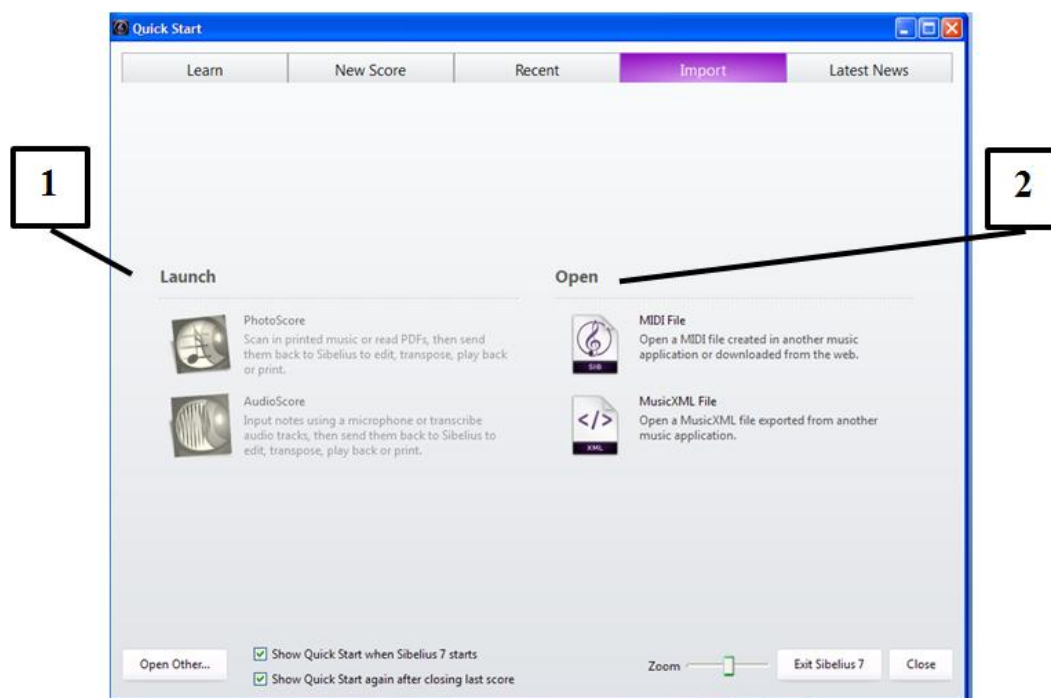 Quick Start
Learn
New Score
Recent
Import
Latest News
1
2
Launch
PhotoScore
Scan in printed music or read PDFs, then send
them back to Sibelius to edit, transpose, play back
or print.
AudioScore
Input notes using a microphone or transcribe
audio tracks, then send them back to Sibelius to
edit, transpose, play back or print.
Open
MIDI File
Open a MIDI file created in another music
application or downloaded from the web.
SIB
MusicXML File
Open a MusicXML file exported from another
music application.
</>
XML
Open Other...
Show Quick Start when Sibelius 7 starts
Show Quick Start again after closing last score
Zoom
Exit Sibelius 7
Close